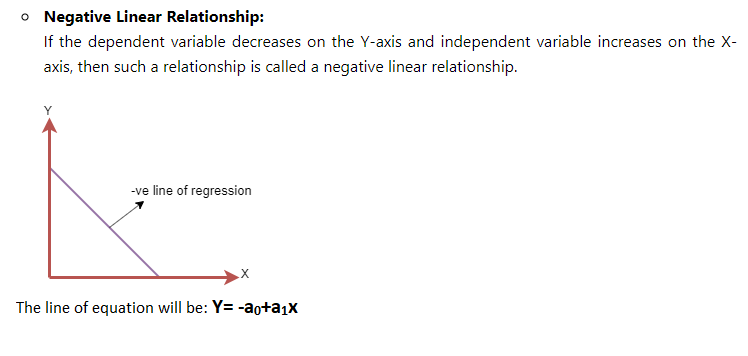 Negative Linear Relationship:
If the dependent variable decreases on the Y-axis and independent variable increases on the X-
axis, then such a relationship is called a negative linear relationship.
Y
-ve line of regression
X
The line of equation will be: Y= -a₀+a₁x